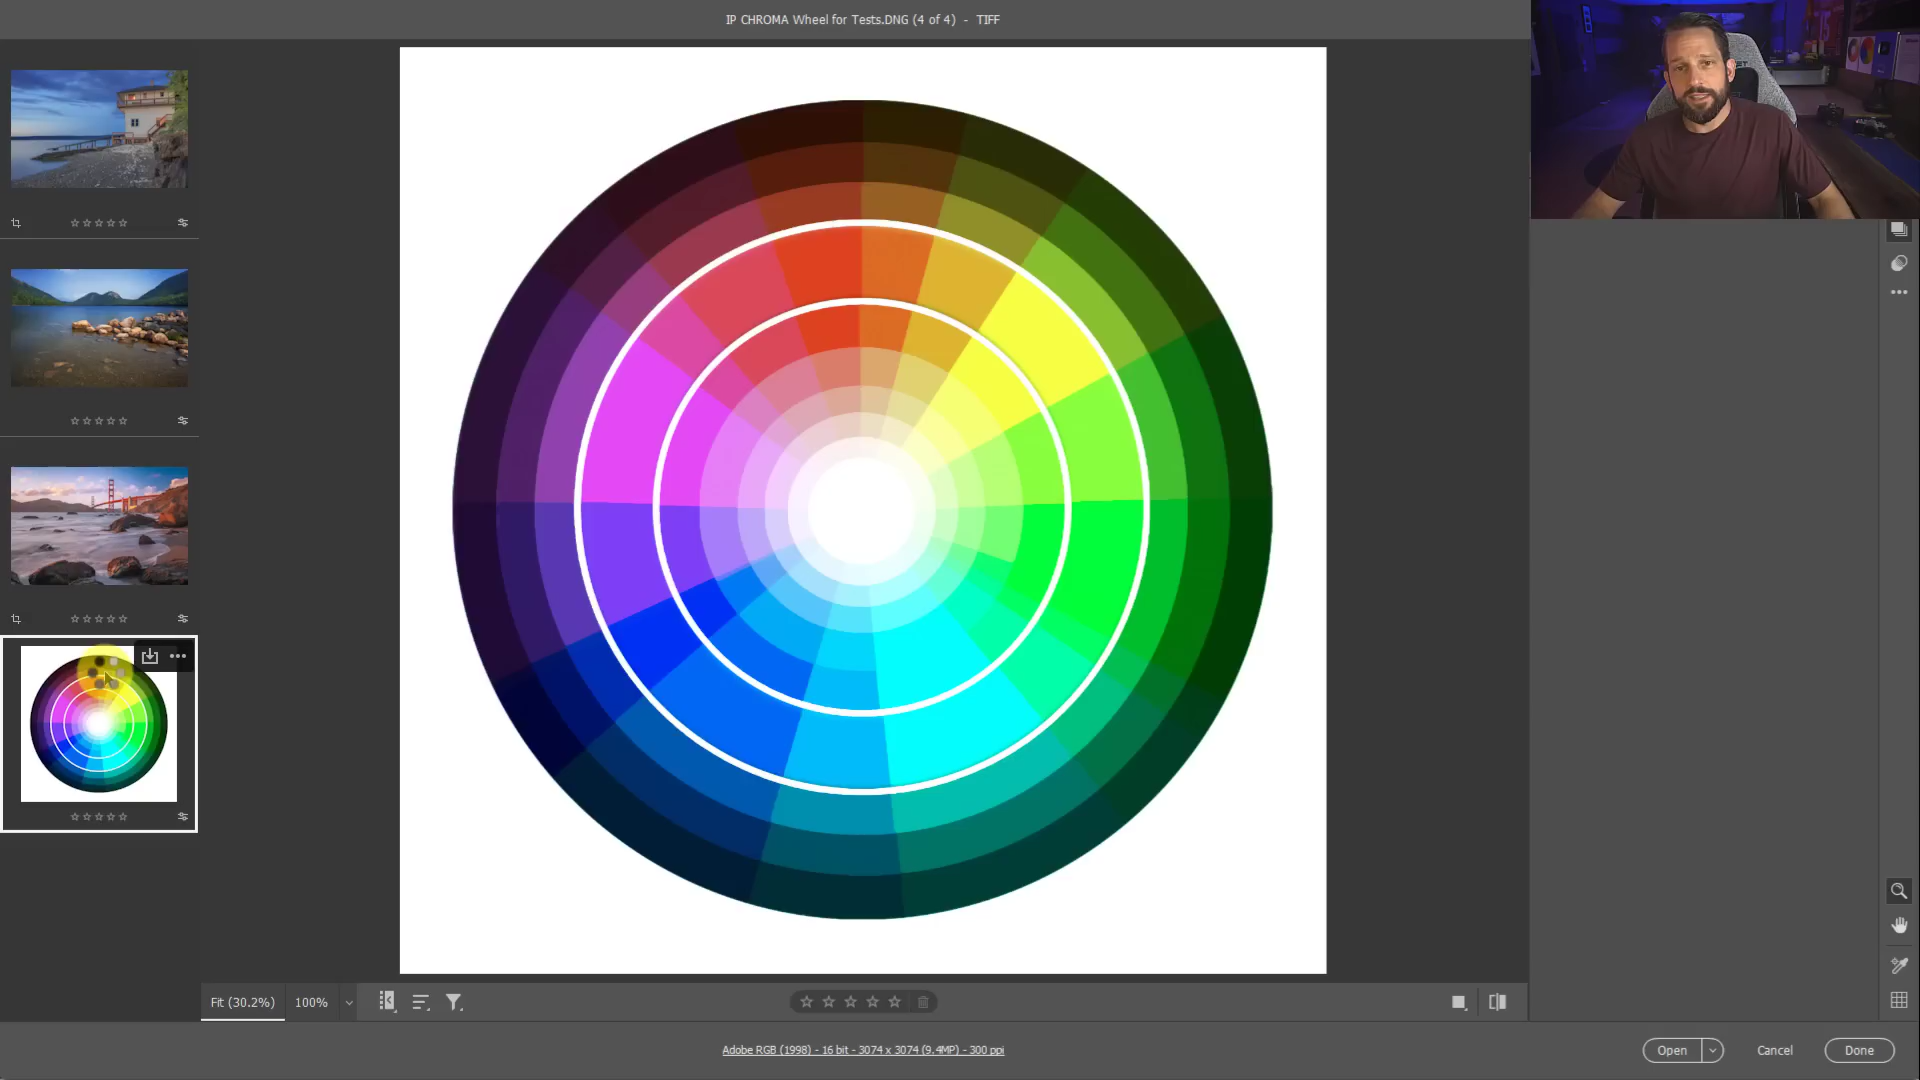 IP CHROMA Wheel for Tests.DNG (4 of 4) - TIFF
Fit (30.2%)
100%
Adobe RGB (1998) - 16 bit - 3074 x 3074 (9.4MP) - 300 ppi
Open
Cancel
Done